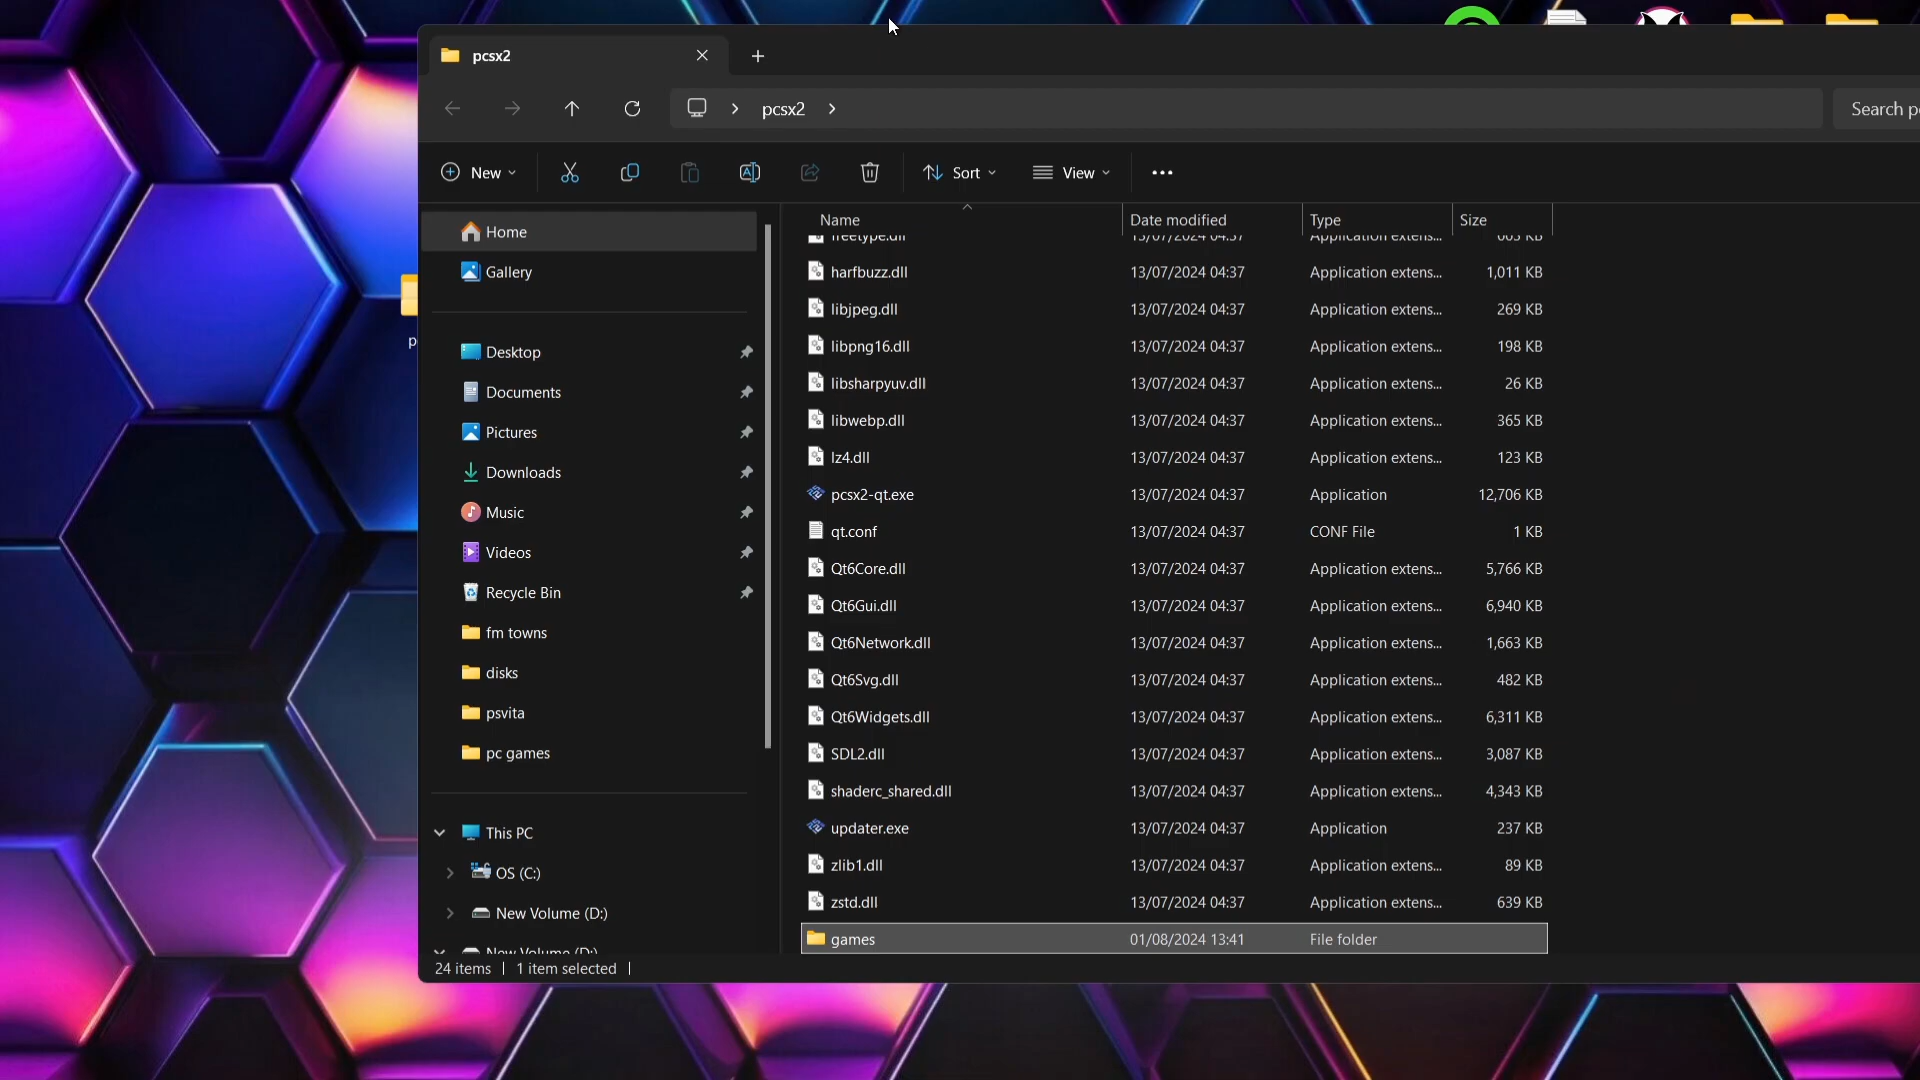 pcsx2
pcsx2
Search p
New
Sort
View
Name Date modified Type Size
freetype.dll 13/07/2024 04:37 Application extens... 665 KB
harfbuzz.dll 13/07/2024 04:37 Application extens... 1,011 KB
libjpeg.dll 13/07/2024 04:37 Application extens... 269 KB
libpng16.dll 13/07/2024 04:37 Application extens... 198 KB
libsharpyuv.dll 13/07/2024 04:37 Application extens... 26 KB
libwebp.dll 13/07/2024 04:37 Application extens... 365 KB
lz4.dll 13/07/2024 04:37 Application extens... 123 KB
pcsx2-qt.exe 13/07/2024 04:37 Application 12,706 KB
qt.conf 13/07/2024 04:37 CONF File 1 KB
Qt6Core.dll 13/07/2024 04:37 Application extens... 5,766 KB
Qt6Gui.dll 13/07/2024 04:37 Application extens... 6,940 KB
Qt6Network.dll 13/07/2024 04:37 Application extens... 1,663 KB
Qt6Svg.dll 13/07/2024 04:37 Application extens... 482 KB
Qt6Widgets.dll 13/07/2024 04:37 Application extens... 6,311 KB
SDL2.dll 13/07/2024 04:37 Application extens... 3,087 KB
shaderc_shared.dll 13/07/2024 04:37 Application extens... 4,343 KB
updater.exe 13/07/2024 04:37 Application 237 KB
zlib1.dll 13/07/2024 04:37 Application extens... 89 KB
zstd.dll 13/07/2024 04:37 Application extens... 639 KB
games 01/08/2024 13:41 File folder
Home
Gallery
Desktop
Documents
Pictures
Downloads
Music
Videos
Recycle Bin
fm towns
disks
psvita
pc games
This PC
OS (C:)
New Volume (D:)
New Volume (D:)
24 items
1 item selected
p